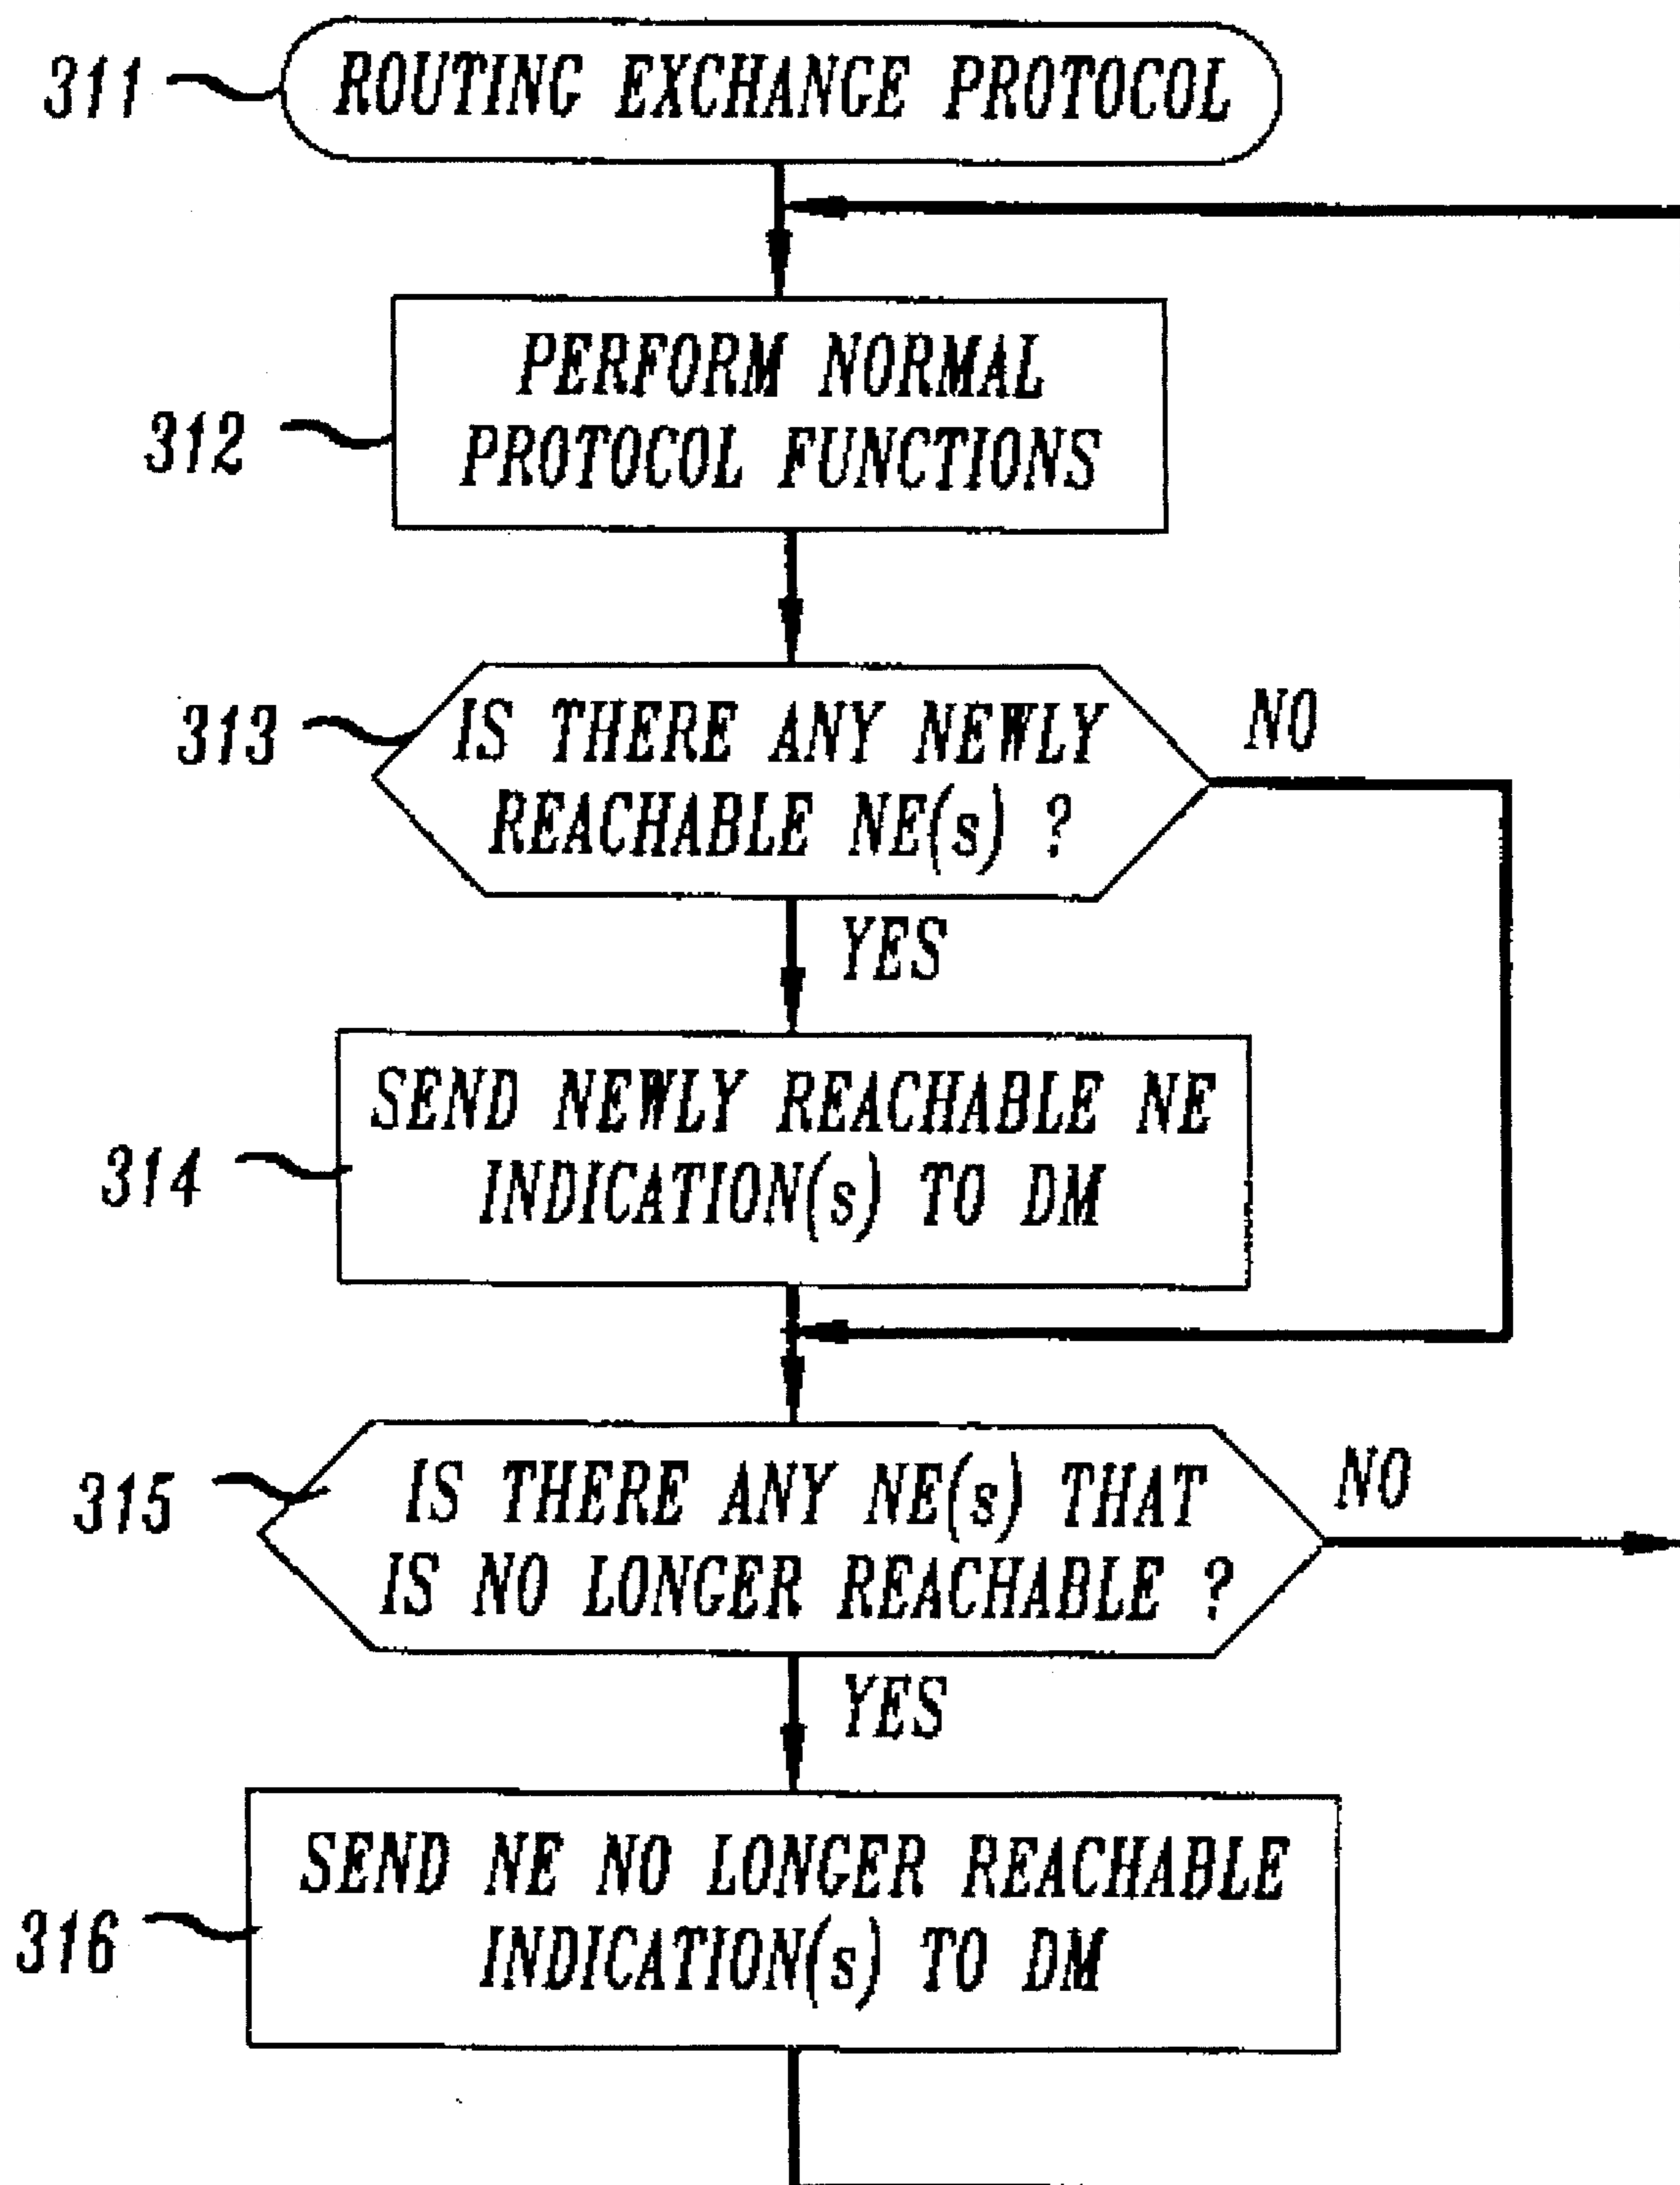 311
ROUTING EXCHANGE PROTOCOL
312
PERFORM NORMAL
PROTOCOL FUNCTIONS
313
IS THERE ANY NEWLY
REACHABLE NE(s) ?
NO
YES
314
SEND NEWLY REACHABLE NE
INDICATION(s) TO DM
315
IS THERE ANY NE(s) THAT
IS NO LONGER REACHABLE ?
NO
YES
316
SEND NE NO LONGER REACHABLE
INDICATION(s) TO DM